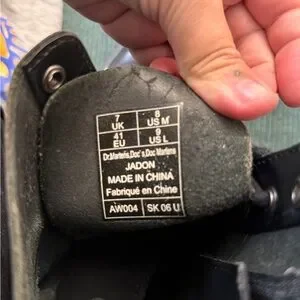 7 8
UK US M
41 9
EU US L
Dr.Martens,Doc's,Doc Martens
JADON
MADE IN CHINA
Fabriqué en Chine
AW004 SK 06 U